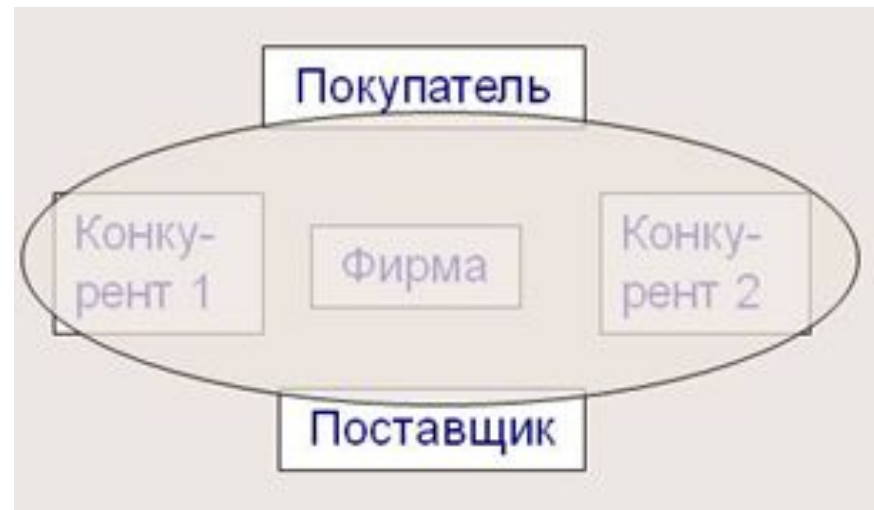 Покупатель
Конку-
рент 1
Фирма
Конку-
рент 2
Поставщик